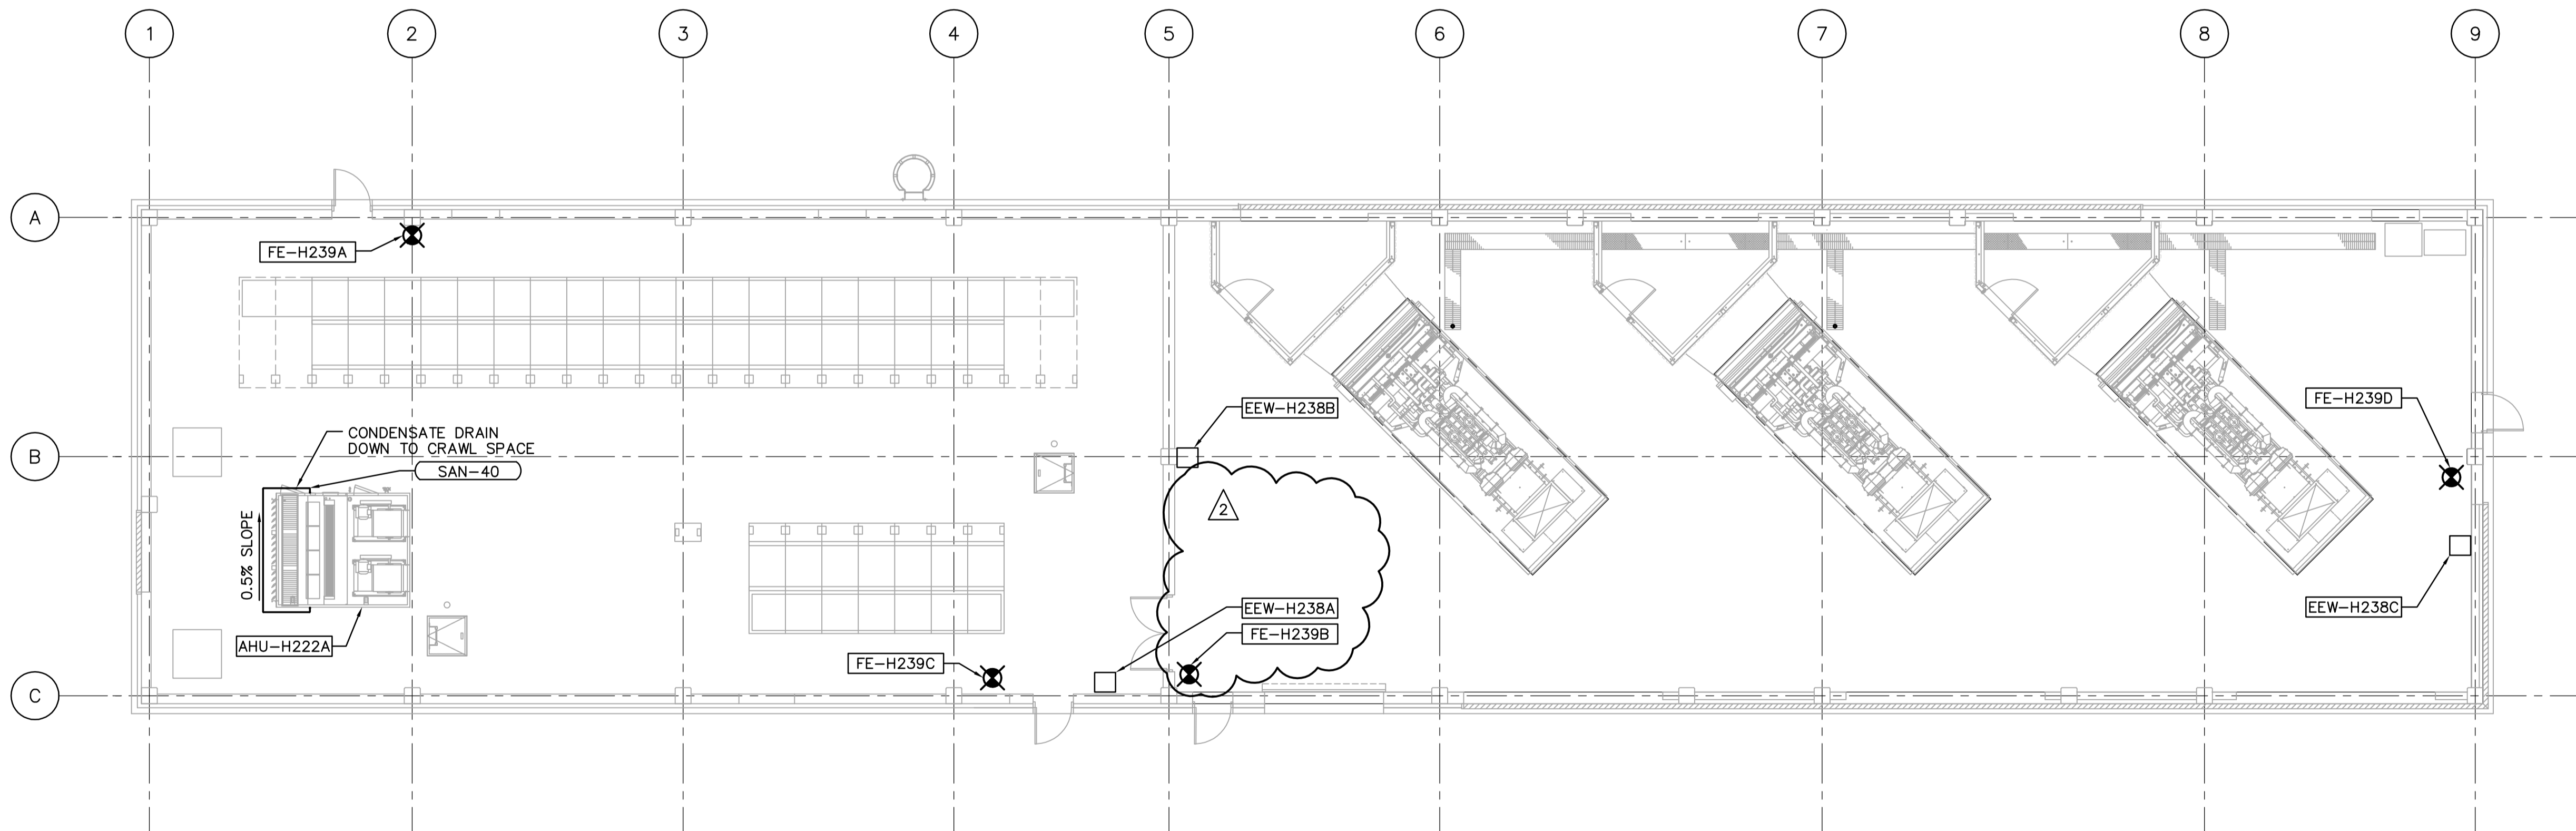 1
2
3
4
5
6
7
8
9
A
FE-H239A
EEW-H238B
FE-H239D
CONDENSATE DRAIN
DOWN TO CRAWL SPACE
B
SAN-40
2
0.5% SLOPE
EEW-H238A
EEW-H238C
FE-H239B
AHU-H222A
FE-H239C
C